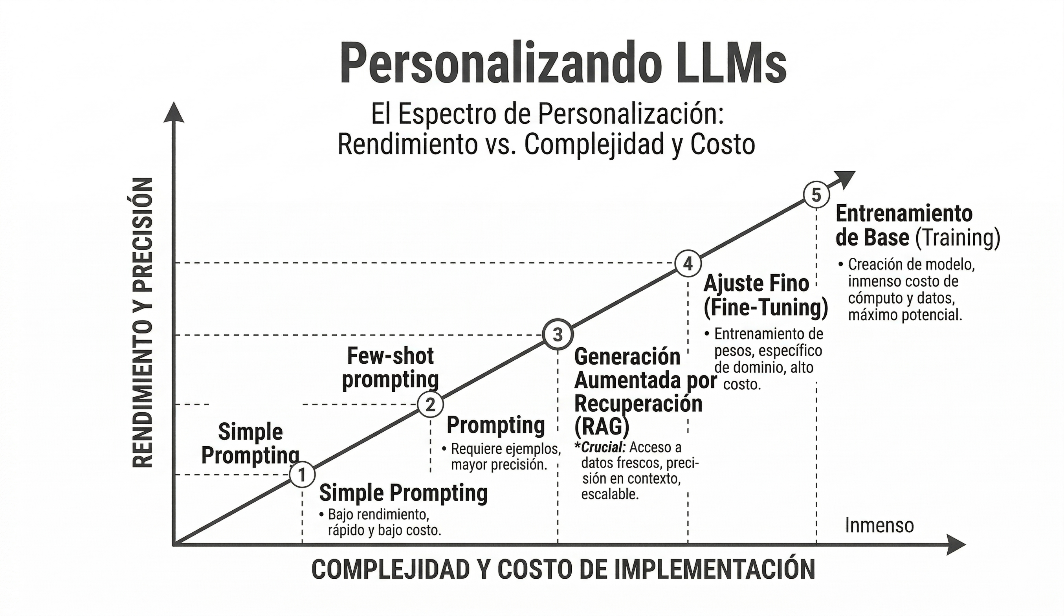 Personalizando LLMs
El Espectro de Personalización:
Rendimiento vs. Complejidad y Costo
RENDIMIENTO Y PRECISIÓN
5
Entrenamiento
de Base (Training)
• Creación de modelo,
inmenso costo de
cómputo y datos,
máximo potencial.
4
Ajuste Fino
(Fine-Tuning)
• Entrenamiento de
pesos, específico
de dominio, alto
costo.
3
Generación
Aumentada por
Recuperación
(RAG)
*Crucial: Acceso a
datos frescos, preci-
sión en contexto,
escalable.
Few-shot
prompting
2
Prompting
• Requiere ejemplos,
mayor precisión.
Simple
Prompting
1
Simple Prompting
• Bajo rendimiento,
rápido y bajo costo.
Inmenso
COMPLEJIDAD Y COSTO DE IMPLEMENTACIÓN